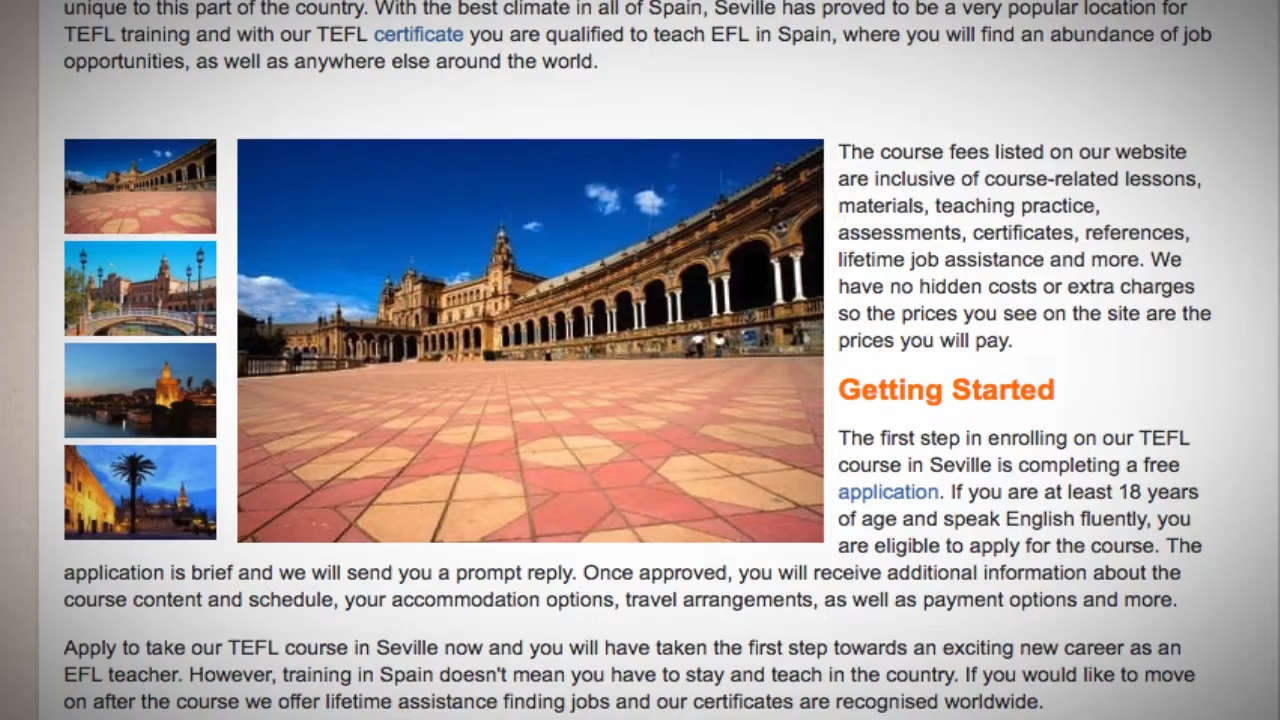 unique to this part of the country. With the best climate in all of Spain, Seville has proved to be a very popular location for
TEFL training and with our TEFL certificate you are qualified to teach EFL in Spain, where you will find an abundance of job
opportunities, as well as anywhere else around the world.
The course fees listed on our website
are inclusive of course-related lessons,
materials, teaching practice,
assessments, certificates, references,
lifetime job assistance and more. We
have no hidden costs or extra charges
so the prices you see on the site are the
prices you will pay.
Getting Started
The first step in enrolling on our TEFL
course in Seville is completing a free
application. If you are at least 18 years
of age and speak English fluently, you
are eligible to apply for the course. The
application is brief and we will send you a prompt reply. Once approved, you will receive additional information about the
course content and schedule, your accommodation options, travel arrangements, as well as payment options and more.
Apply to take our TEFL course in Seville now and you will have taken the first step towards an exciting new career as an
EFL teacher. However, training in Spain doesn't mean you have to stay and teach in the country. If you would like to move
on after the course we offer lifetime assistance finding jobs and our certificates are recognised worldwide.